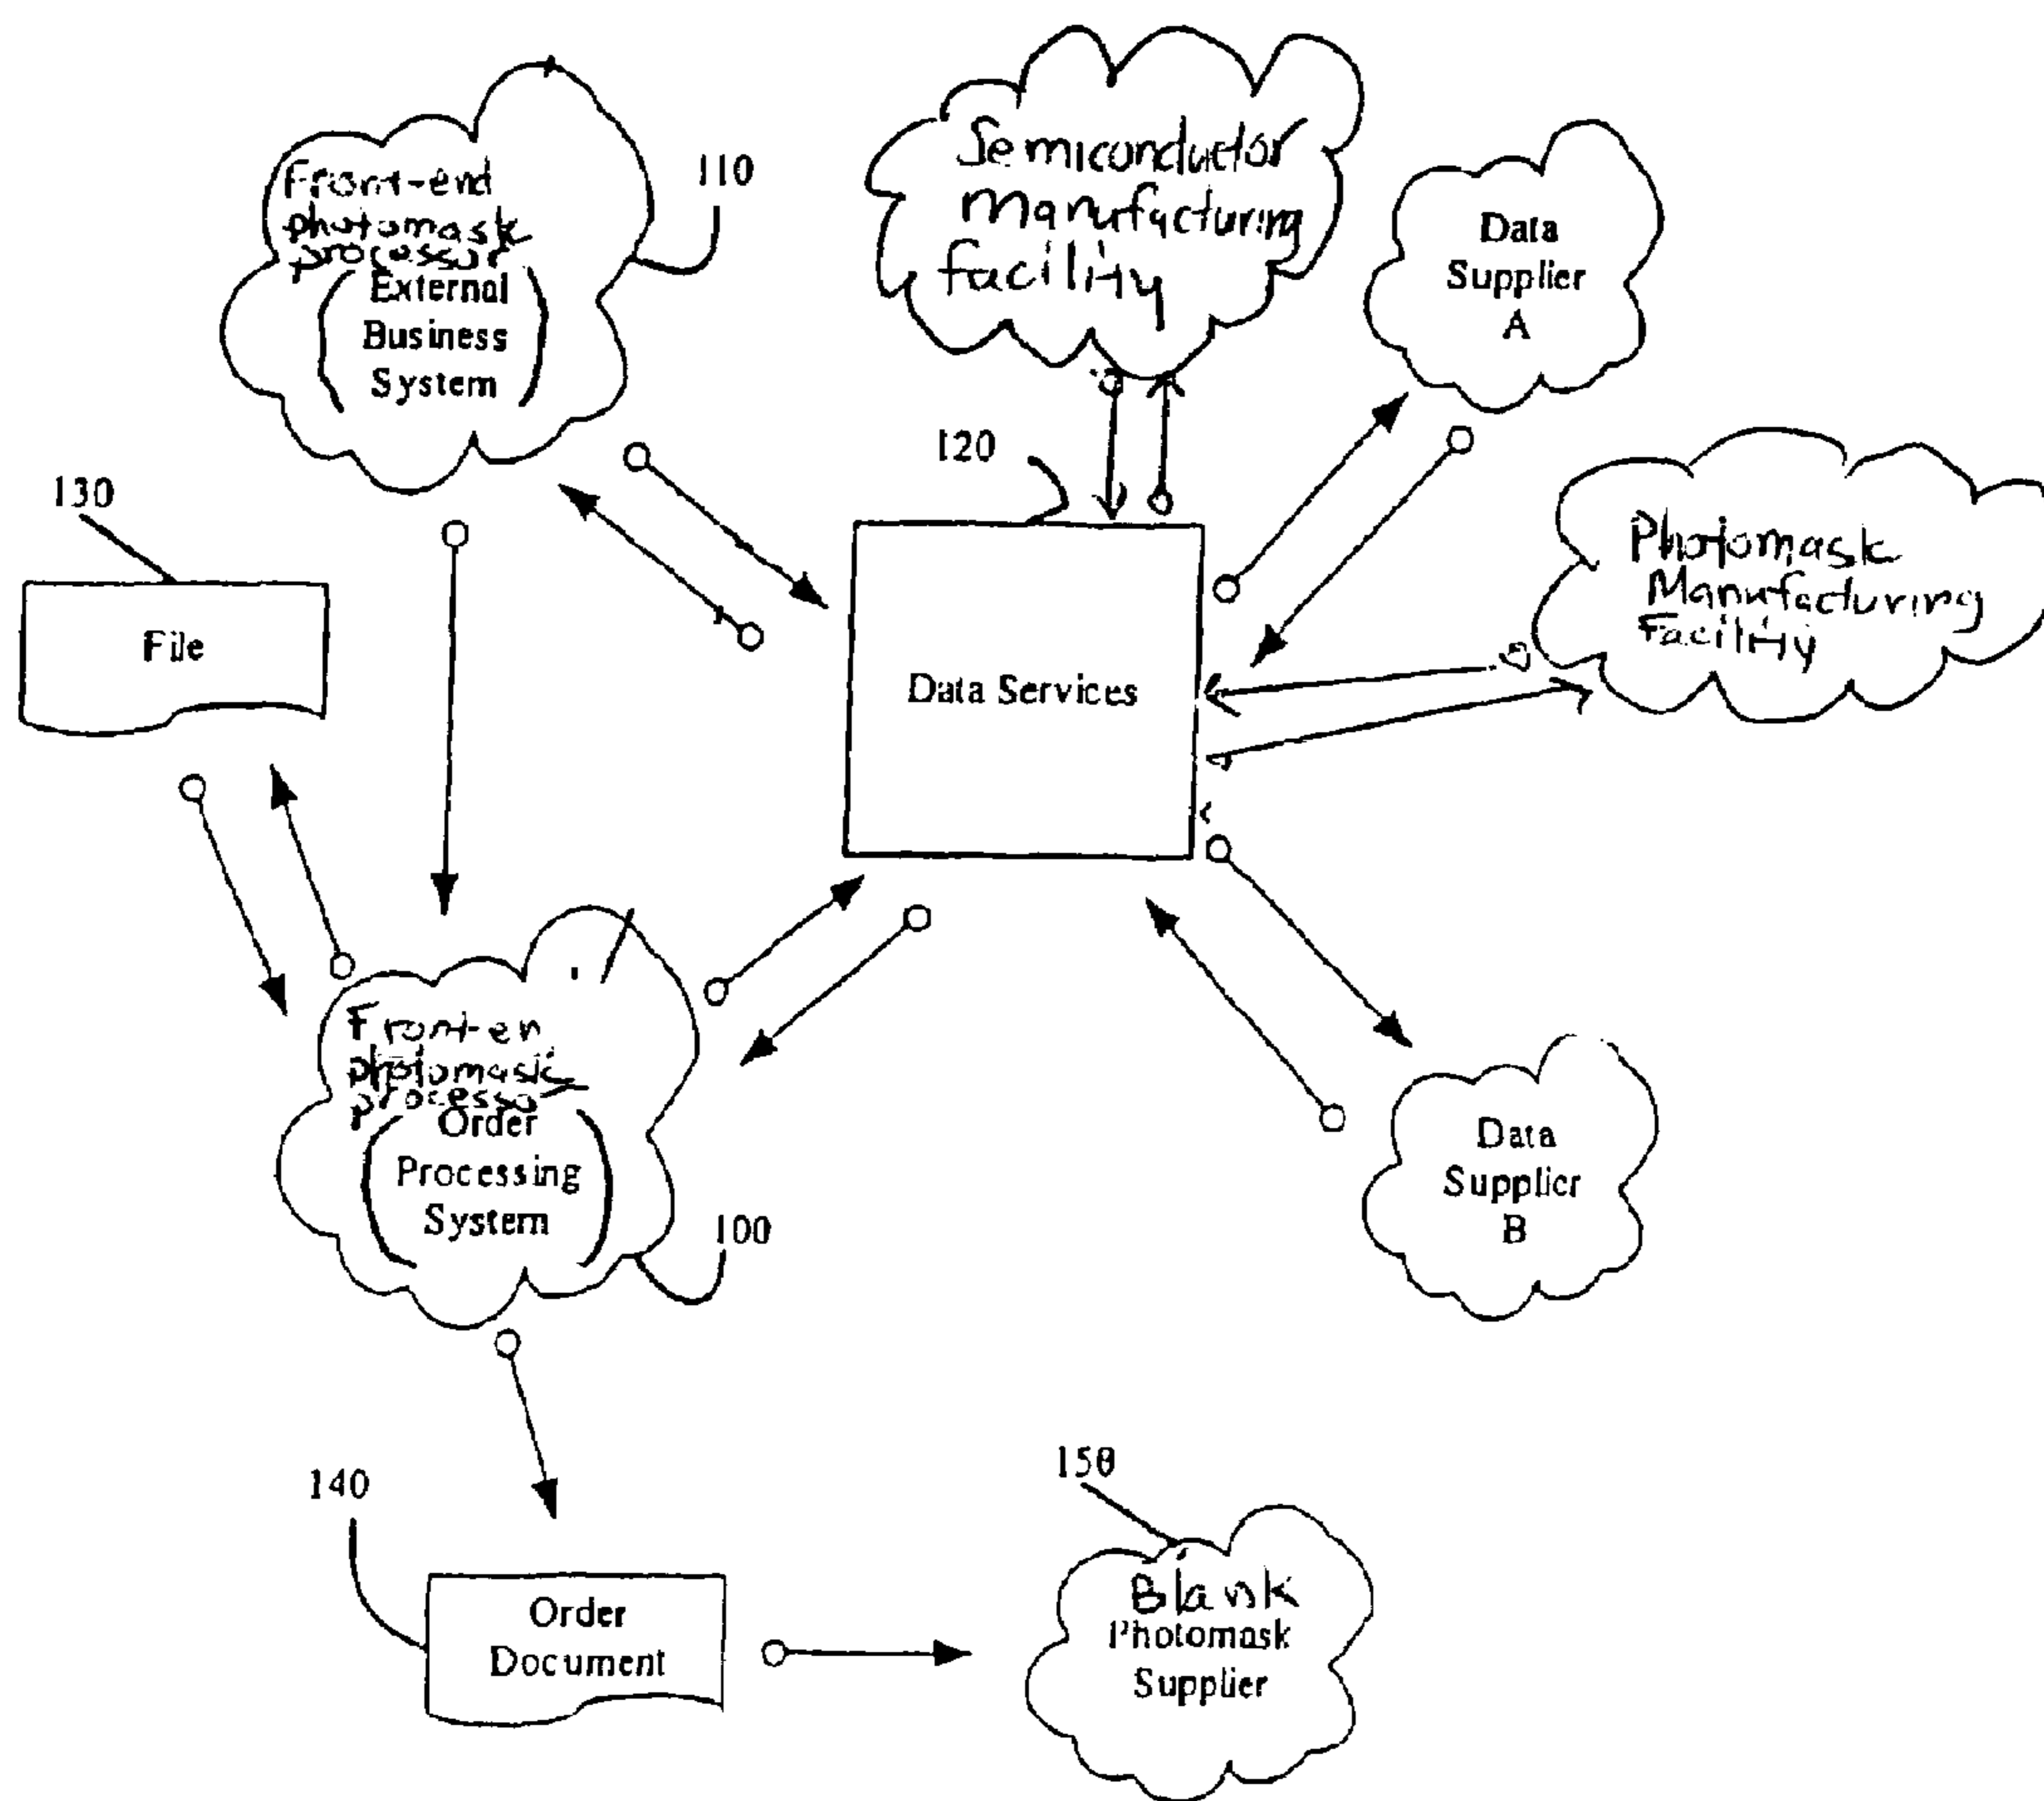 Front-end
photomask
processor
External
Business
System
110
Semiconductor
Manufacturing
facility
Data
Supplier
A
120
130
File
Data Services
Photomask
Manufacturing
Facility
Front-en
photomask
processor
Order
Processing
System
100
Data
Supplier
B
140
Order
Document
150
Blank
Photomask
Supplier